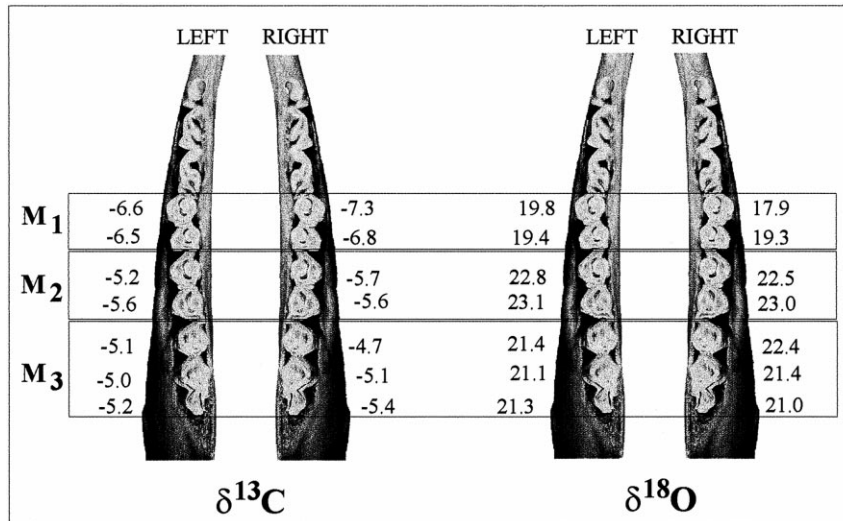 LEFT RIGHT LEFT RIGHT
M1 -6.6 -7.3 19.8 17.9
-6.5 -6.8 19.4 19.3
M2 -5.2 -5.7 22.8 22.5
-5.6 -5.6 23.1 23.0
M3 -5.1 -4.7 21.4 22.4
-5.0 -5.1 21.1 21.4
-5.2 -5.4 21.3 21.0
δ13C δ18O